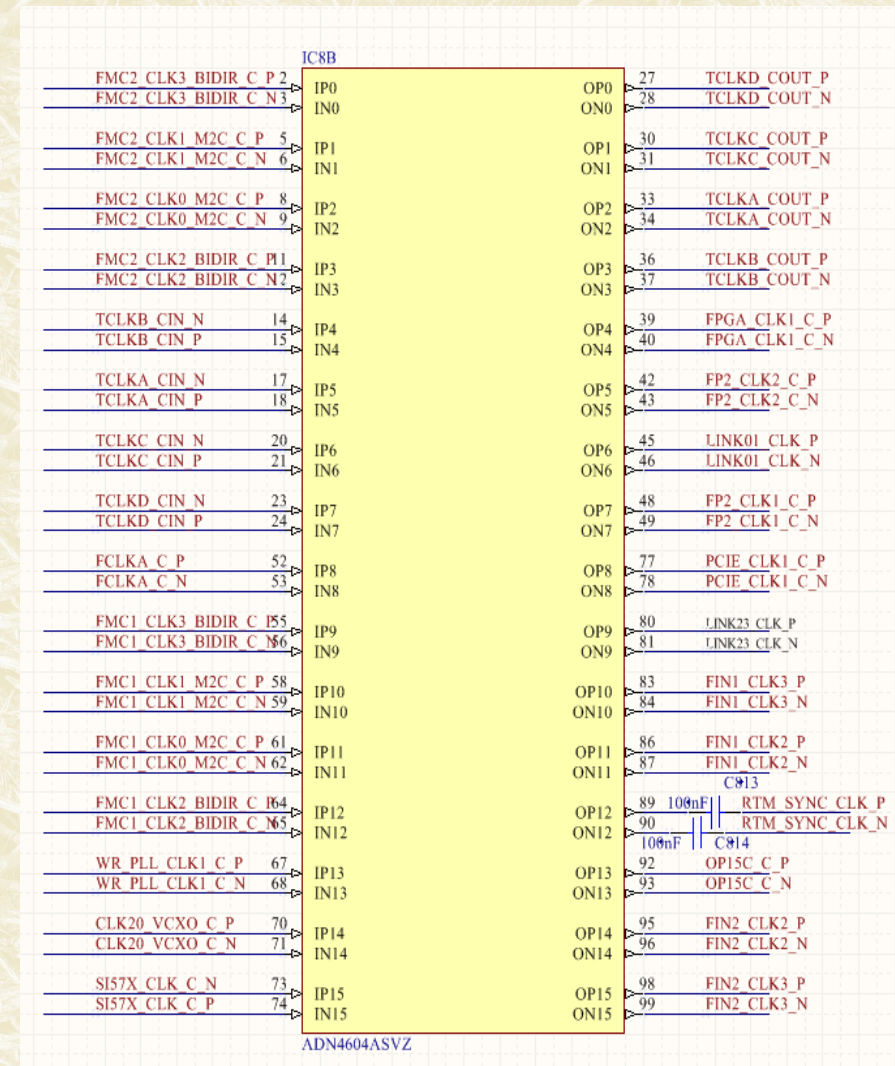 IC8B
FMC2_CLK3_BIDIR_C_P 2 IP0 OP0 27 TCLKD_COUT_P
FMC2_CLK3_BIDIR_C_N 3 IN0 ON0 28 TCLKD_COUT_N
FMC2_CLK1_M2C_C_P 5 IP1 OP1 30 TCLKC_COUT_P
FMC2_CLK1_M2C_C_N 6 IN1 ON1 31 TCLKC_COUT_N
FMC2_CLK0_M2C_C_P 8 IP2 OP2 33 TCLKA_COUT_P
FMC2_CLK0_M2C_C_N 9 IN2 ON2 34 TCLKA_COUT_N
FMC2_CLK2_BIDIR_C_P 11 IP3 OP3 36 TCLKB_COUT_P
FMC2_CLK2_BIDIR_C_N 12 IN3 ON3 37 TCLKB_COUT_N
TCLKB_CIN_N 14 IP4 OP4 39 FPGA_CLK1_C_P
TCLKB_CIN_P 15 IN4 ON4 40 FPGA_CLK1_C_N
TCLKA_CIN_N 17 IP5 OP5 42 FP2_CLK2_C_P
TCLKA_CIN_P 18 IN5 ON5 43 FP2_CLK2_C_N
TCLKC_CIN_N 20 IP6 OP6 45 LINK01_CLK_P
TCLKC_CIN_P 21 IN6 ON6 46 LINK01_CLK_N
TCLKD_CIN_N 23 IP7 OP7 48 FP2_CLK1_C_P
TCLKD_CIN_P 24 IN7 ON7 49 FP2_CLK1_C_N
FCLKA_C_P 52 IP8 OP8 77 PCIE_CLK1_C_P
FCLKA_C_N 53 IN8 ON8 78 PCIE_CLK1_C_N
FMC1_CLK3_BIDIR_C_P 55 IP9 OP9 80 LINK23_CLK_P
FMC1_CLK3_BIDIR_C_N 56 IN9 ON9 81 LINK23_CLK_N
FMC1_CLK1_M2C_C_P 58 IP10 OP10 83 FIN1_CLK3_P
FMC1_CLK1_M2C_C_N 59 IN10 ON10 84 FIN1_CLK3_N
FMC1_CLK0_M2C_C_P 61 IP11 OP11 86 FIN1_CLK2_P
FMC1_CLK0_M2C_C_N 62 IN11 ON11 87 FIN1_CLK2_N
C813
FMC1_CLK2_BIDIR_C_P 64 IP12 OP12 89 100nF RTM_SYNC_CLK_P
FMC1_CLK2_BIDIR_C_N 65 IN12 ON12 90 RTM_SYNC_CLK_N
100nF C814
WR_PLL_CLK1_C_P 67 IP13 OP13 92 OP15C_C_P
WR_PLL_CLK1_C_N 68 IN13 ON13 93 OP15C_C_N
CLK20_VCXO_C_P 70 IP14 OP14 95 FIN2_CLK2_P
CLK20_VCXO_C_N 71 IN14 ON14 96 FIN2_CLK2_N
SI57X_CLK_C_N 73 IP15 OP15 98 FIN2_CLK3_P
SI57X_CLK_C_P 74 IN15 ON15 99 FIN2_CLK3_N
ADN4604ASVZ